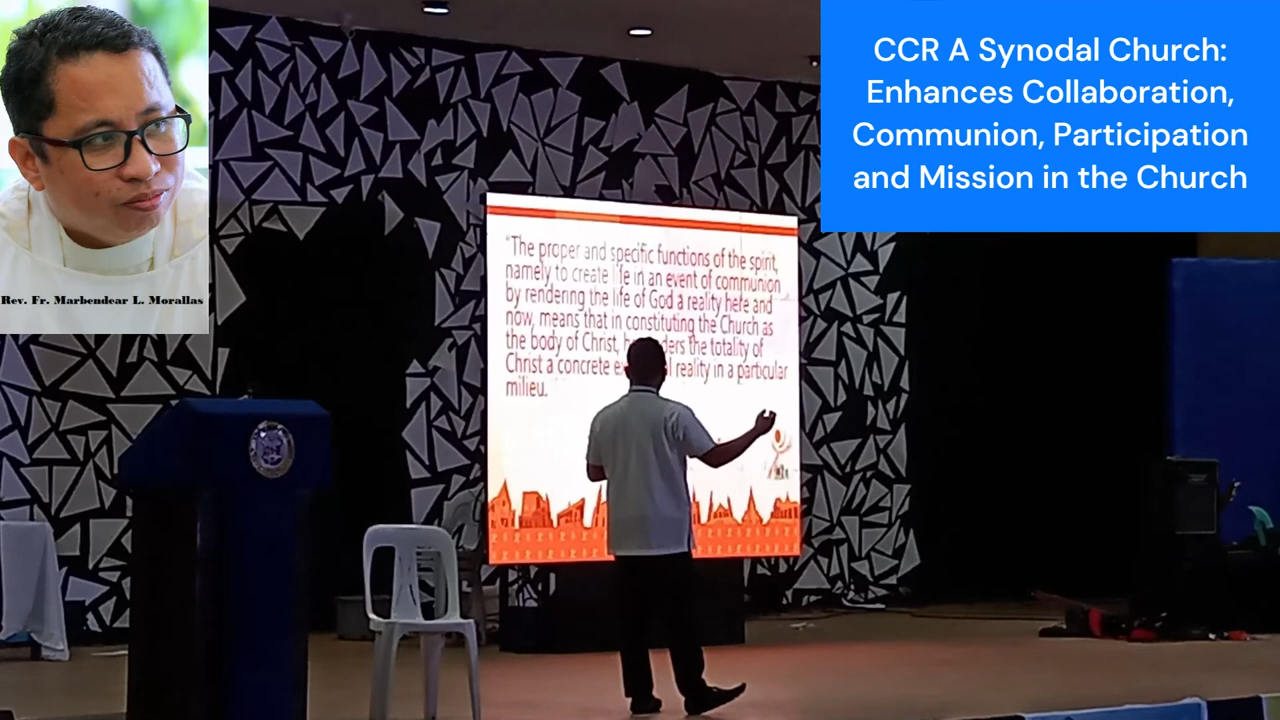 CCR A Synodal Church:
Enhances Collaboration,
Communion, Participation
and Mission in the Church
Rev. Fr. Marbendear L. Morallas
"The proper and specific functions of the spirit,
namely to create life in an event of communion
by rendering the life of God a reality here and
now, means that in constituting the Church as
the body of Christ, the totality of
Christ a concrete reality in a particular
milieu.